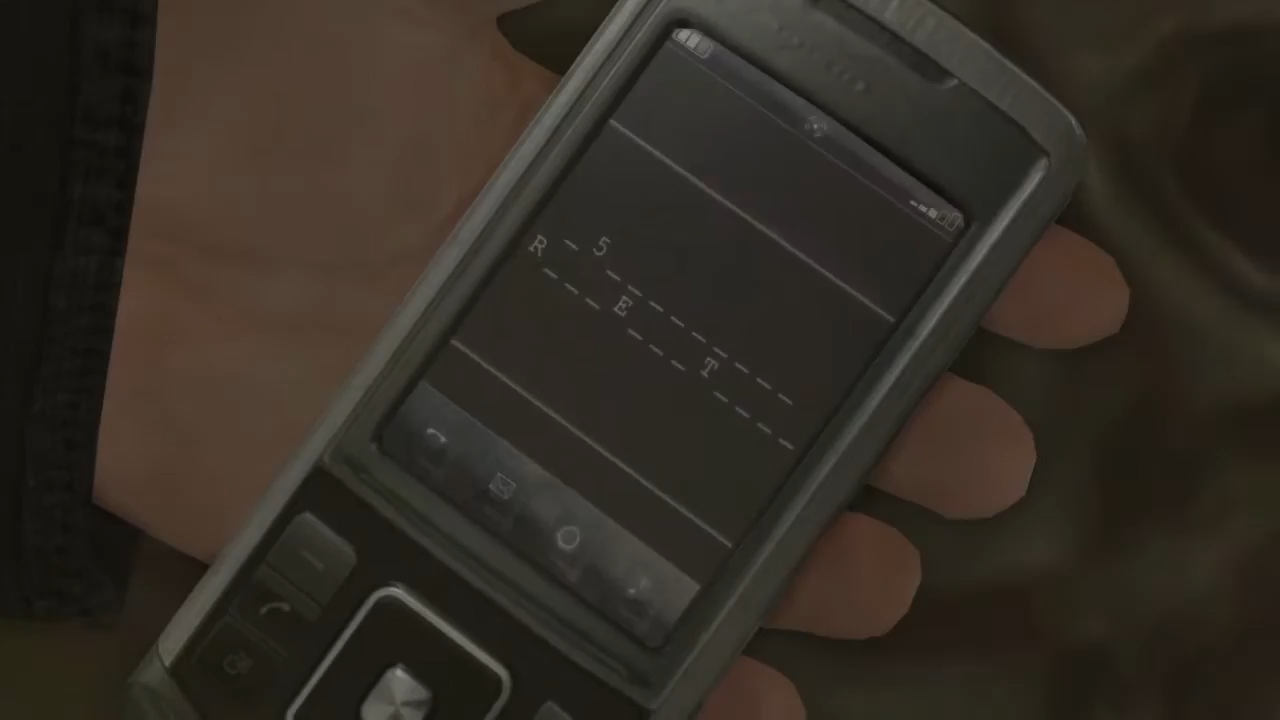 _ 5 _ _ _ _ _ _ _ _ _
R _ _ _ E _ _ _ T _ _ _ _